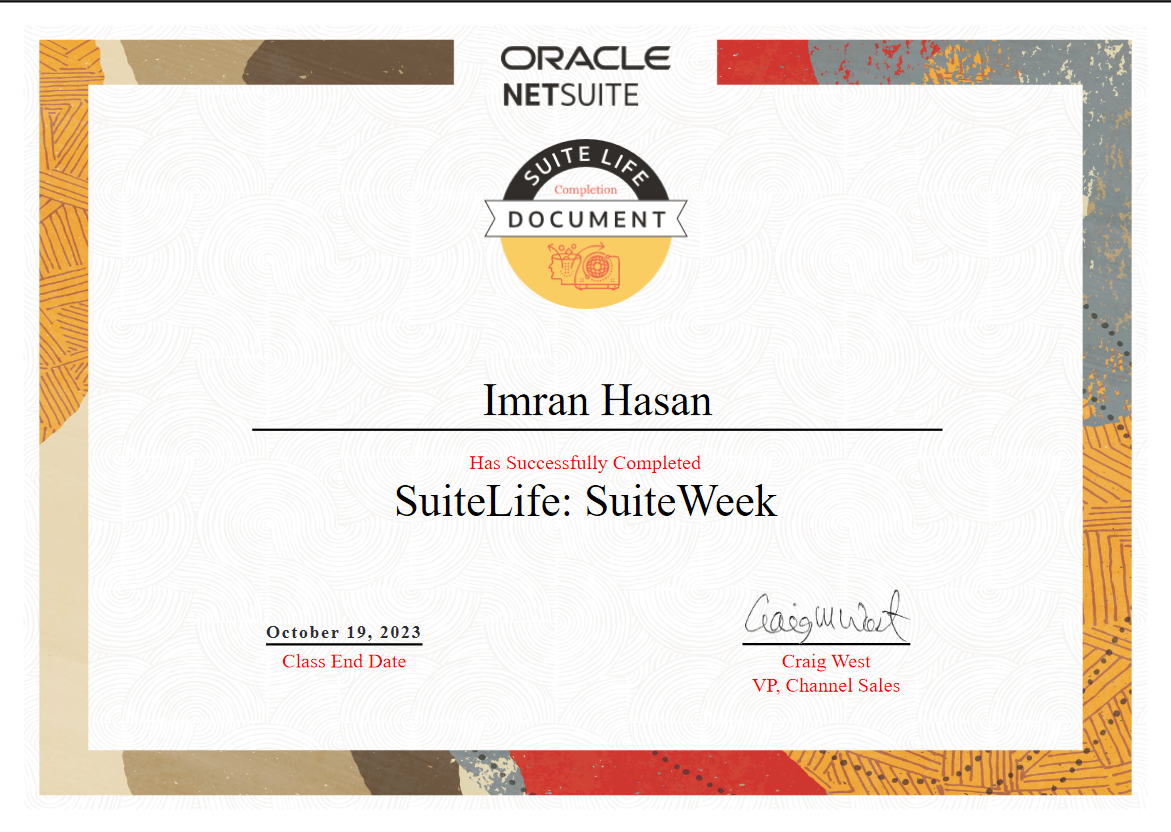 ORACLE
NETSUITE
SUITE LIFE
Completion
DOCUMENT
Imran Hasan
Has Successfully Completed
SuiteLife: SuiteWeek
Craig M West
October 19, 2023
Class End Date
Craig West
VP, Channel Sales